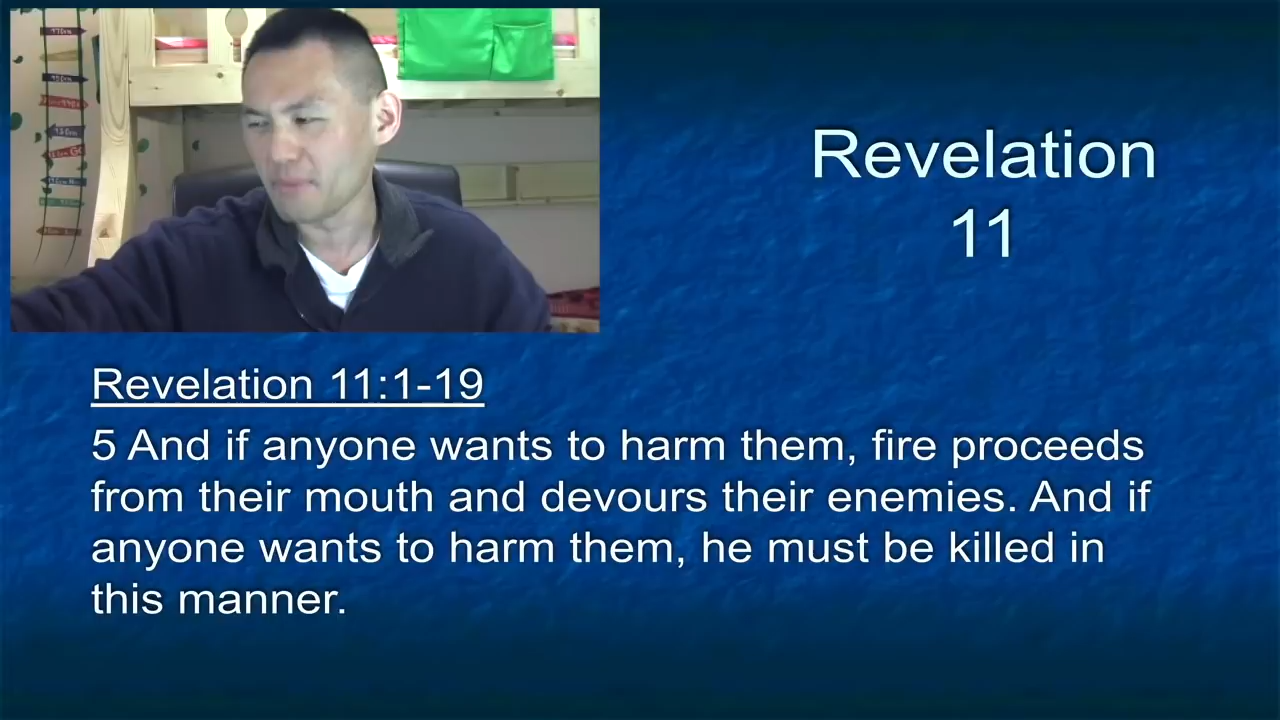 Revelation
11
Revelation 11:1-19
5 And if anyone wants to harm them, fire proceeds
from their mouth and devours their enemies. And if
anyone wants to harm them, he must be killed in
this manner.